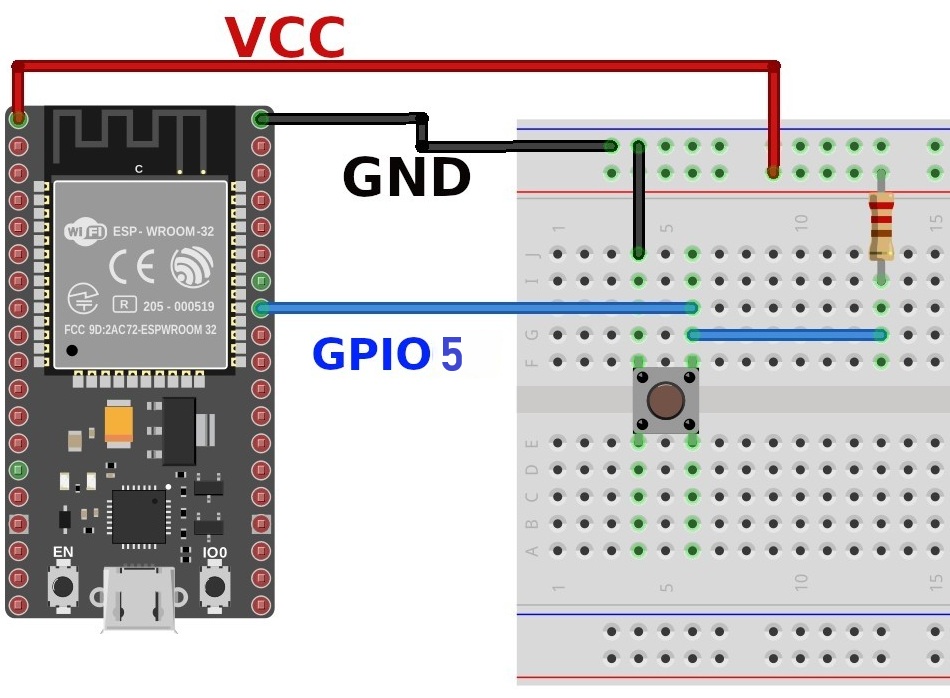 VCC
GND
C
WiFi ESP-WROOM-32
CE
R 205-000519
FCC 9D:2AC72-ESPWROOM 32
GPIO 5
EN
IO0
1 5 10 15
J
I
G
F
E
D
C
B
A
1 5 10 15